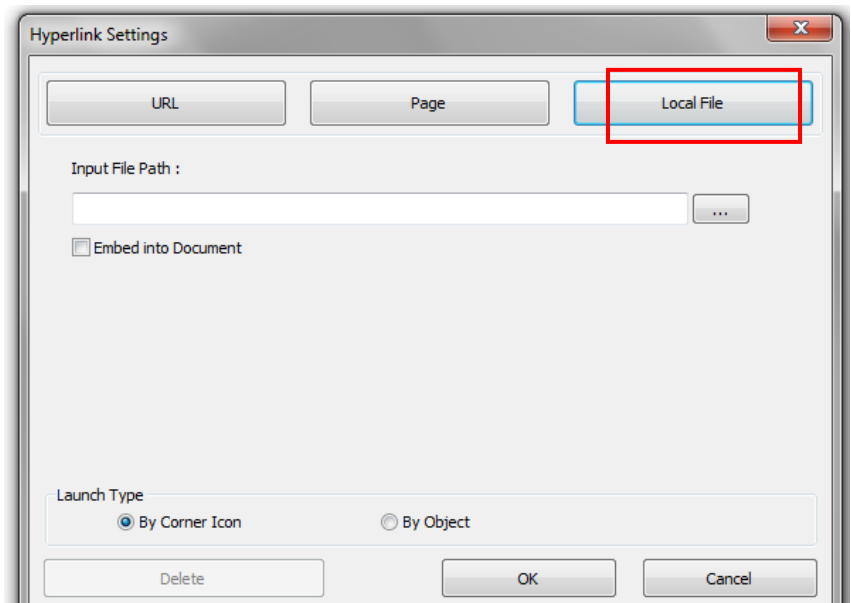 Hyperlink Settings
URL Page Local File
Input File Path :
...
Embed into Document
Launch Type
By Corner Icon By Object
Delete OK Cancel